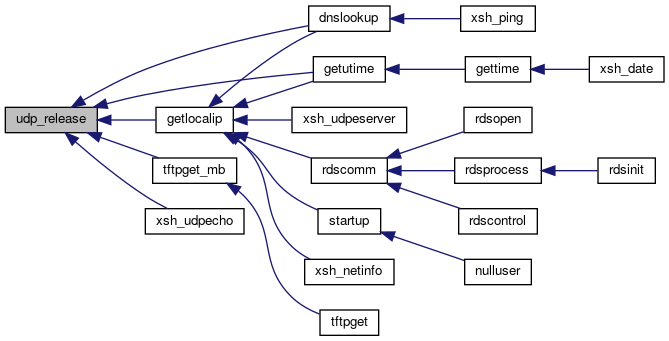 dnslookup
xsh_ping
getutime
gettime
xsh_date
udp_release
getlocalip
xsh_udpeserver
rdsopen
tftpget_mb
rdscomm
rdsprocess
rdsinit
xsh_udpecho
startup
rdscontrol
xsh_netinfo
nulluser
tftpget